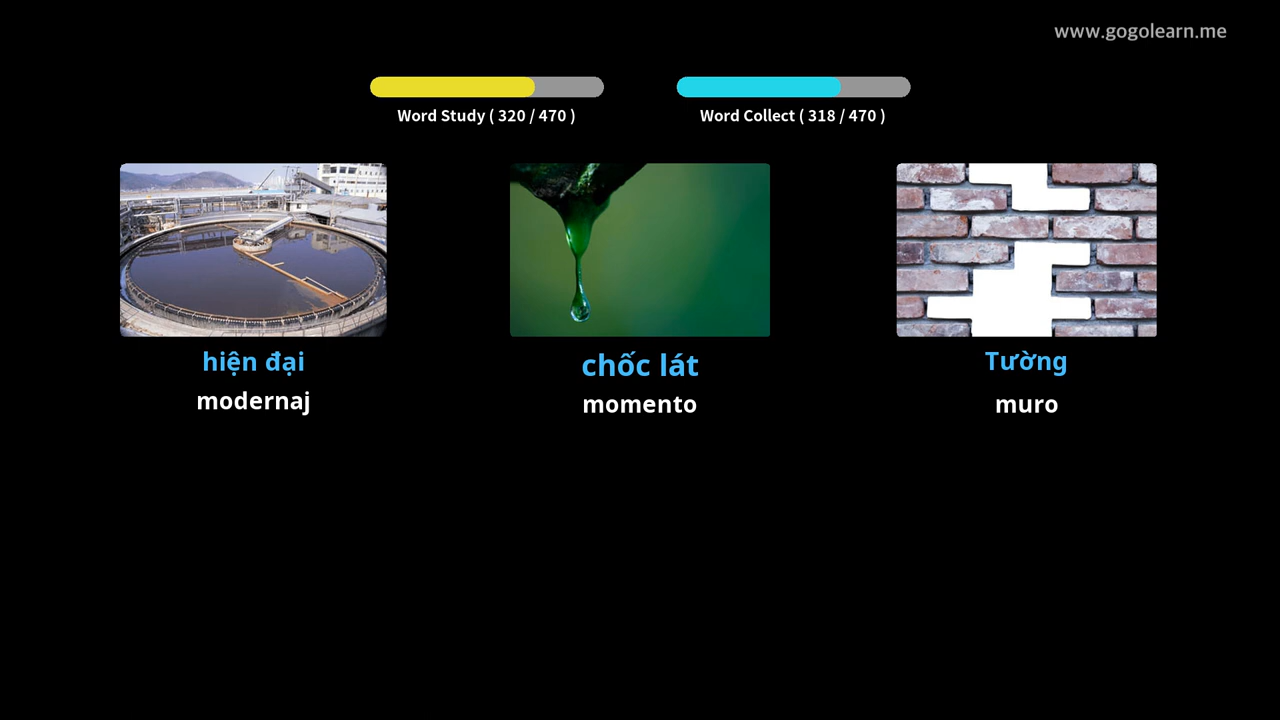 www.gogolearn.me
Word Study ( 320 / 470 )
Word Collect ( 318 / 470 )
hiện đại
modernaj
chốc lát
momento
Tường
muro